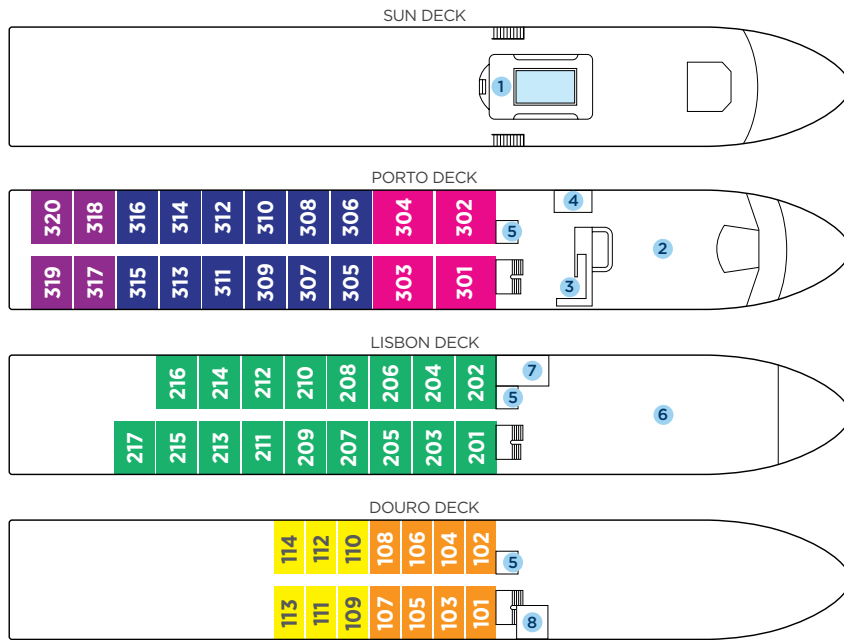 SUN DECK
1
PORTO DECK
320 318 316 314 312 310 308 306 304 302
4
5
2
3
319 317 315 313 311 309 307 305 303 301
LISBON DECK
216 214 212 210 208 206 204 202
7
5
6
217 215 213 211 209 207 205 203 201
DOURO DECK
114 112 110 108 106 104 102
5
113 111 109 107 105 103 101
8